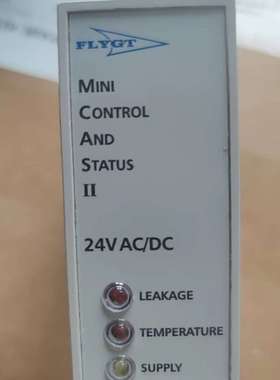 FLYGT
MINI
CONTROL
AND
STATUS
II
24V AC/DC
LEAKAGE
TEMPERATURE
SUPPLY